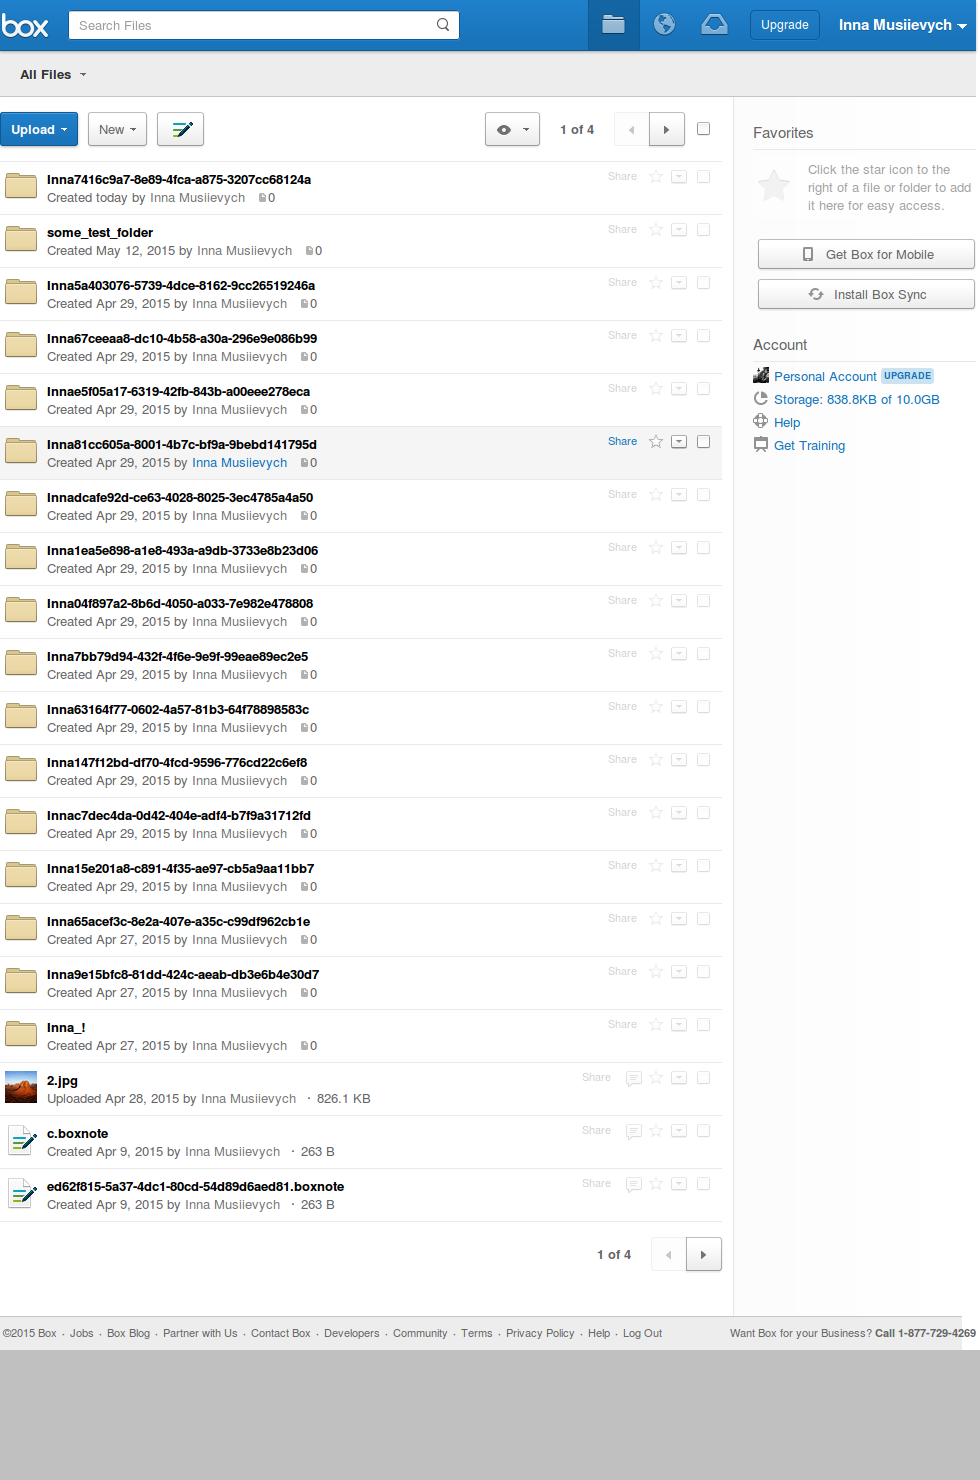 box
Search Files
Upgrade
Inna Musiievych
All Files
Upload
New
1 of 4
Inna7416c9a7-8e89-4fca-a875-3207cc68124a
Share
Created today by Inna Musiievych 0
some_test_folder
Share
Created May 12, 2015 by Inna Musiievych 0
Inna5a403076-5739-4dce-8162-9cc26519246a
Share
Created Apr 29, 2015 by Inna Musiievych 0
Inna67ceeaa8-dc10-4b58-a30a-296e9e086b99
Share
Created Apr 29, 2015 by Inna Musiievych 0
Innae5f05a17-6319-42fb-843b-a00eee278eca
Share
Created Apr 29, 2015 by Inna Musiievych 0
Inna81cc605a-8001-4b7c-bf9a-9bebd141795d
Share
Created Apr 29, 2015 by Inna Musiievych 0
Innadcafe92d-ce63-4028-8025-3ec4785a4a50
Share
Created Apr 29, 2015 by Inna Musiievych 0
Inna1ea5e898-a1e8-493a-a9db-3733e8b23d06
Share
Created Apr 29, 2015 by Inna Musiievych 0
Inna04f897a2-8b6d-4050-a033-7e982e478808
Share
Created Apr 29, 2015 by Inna Musiievych 0
Inna7bb79d94-432f-4f6e-9e9f-99eae89ec2e5
Share
Created Apr 29, 2015 by Inna Musiievych 0
Inna63164f77-0602-4a57-81b3-64f78898583c
Share
Created Apr 29, 2015 by Inna Musiievych 0
Inna147f12bd-df70-4fcd-9596-776cd22c6ef8
Share
Created Apr 29, 2015 by Inna Musiievych 0
Innac7dec4da-0d42-404e-adf4-b7f9a31712fd
Share
Created Apr 29, 2015 by Inna Musiievych 0
Inna15e201a8-c891-4f35-ae97-cb5a9aa11bb7
Share
Created Apr 29, 2015 by Inna Musiievych 0
Inna65acef3c-8e2a-407e-a35c-c99df962cb1e
Share
Created Apr 27, 2015 by Inna Musiievych 0
Inna9e15bfc8-81dd-424c-aeab-db3e6b4e30d7
Share
Created Apr 27, 2015 by Inna Musiievych 0
Inna_!
Share
Created Apr 27, 2015 by Inna Musiievych 0
2.jpg
Share
Uploaded Apr 28, 2015 by Inna Musiievych · 826.1 KB
c.boxnote
Share
Created Apr 9, 2015 by Inna Musiievych · 263 B
ed62f815-5a37-4dc1-80cd-54d89d6aed81.boxnote
Share
Created Apr 9, 2015 by Inna Musiievych · 263 B
1 of 4
Favorites
Click the star icon to the
right of a file or folder to add
it here for easy access.
Get Box for Mobile
Install Box Sync
Account
Personal Account UPGRADE
Storage: 838.8KB of 10.0GB
Help
Get Training
©2015 Box · Jobs · Box Blog · Partner with Us · Contact Box · Developers · Community · Terms · Privacy Policy · Help · Log Out
Want Box for your Business? Call 1-877-729-4269